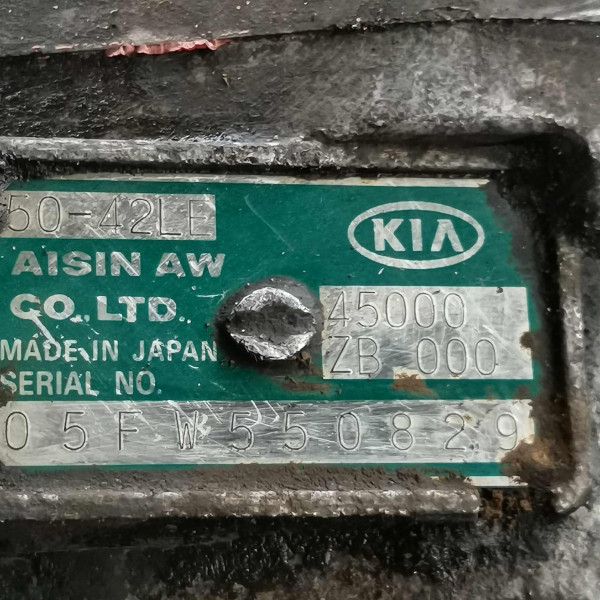 50-42LE
KIA
AISIN AW
CO., LTD.
45000
MADE IN JAPAN
ZB 000
SERIAL NO.
05FW550829